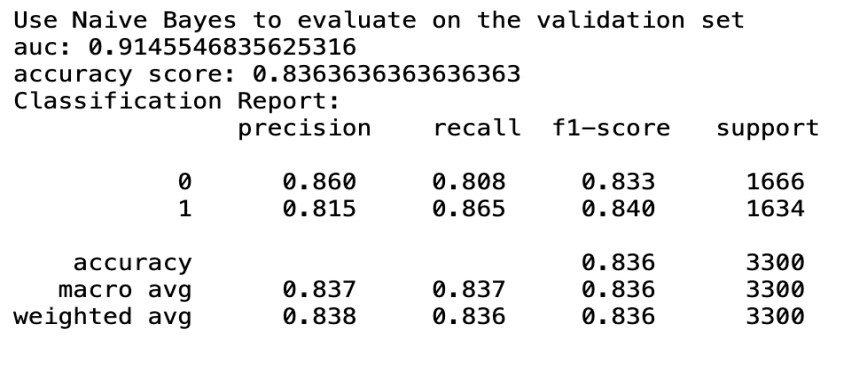 Use Naive Bayes to evaluate on the validation set
auc: 0.9145546835625316
accuracy score: 0.8363636363636363
Classification Report:
precision recall f1-score support
0 0.860 0.808 0.833 1666
1 0.815 0.865 0.840 1634
accuracy 0.836 3300
macro avg 0.837 0.837 0.836 3300
weighted avg 0.838 0.836 0.836 3300